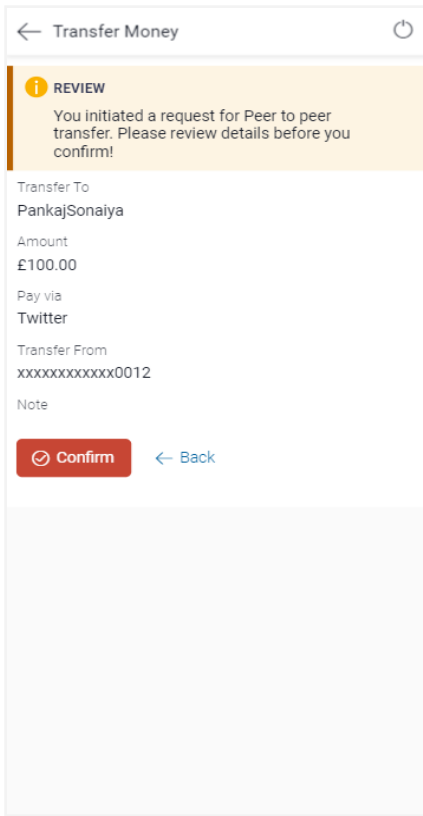 Transfer Money
REVIEW
You initiated a request for Peer to peer
transfer. Please review details before you
confirm!
Transfer To
PankajSonaiya
Amount
£100.00
Pay via
Twitter
Transfer From
xxxxxxxxxxxx0012
Note
Confirm
Back